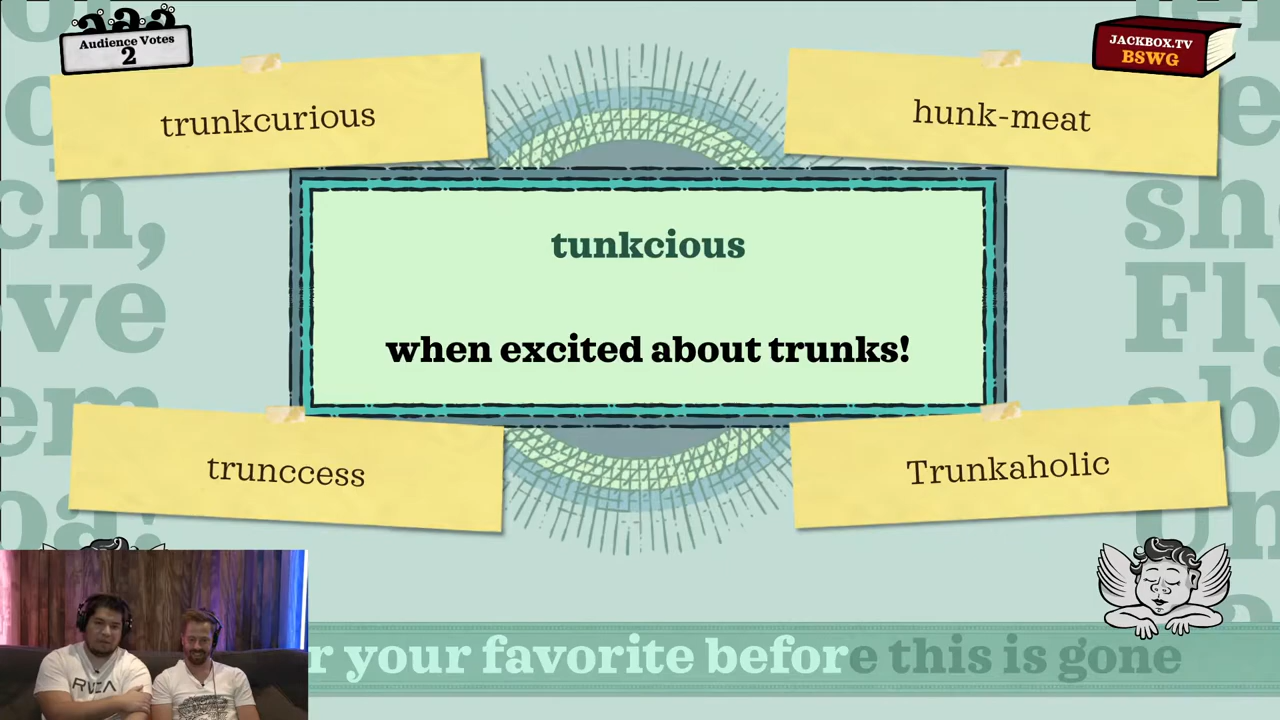 Audience Votes
2
JACKBOX.TV
BSWG
trunkcurious
hunk-meat
tunkcious
when excited about trunks!
trunccess
Trunkaholic
r your favorite before this is gone
RVCA